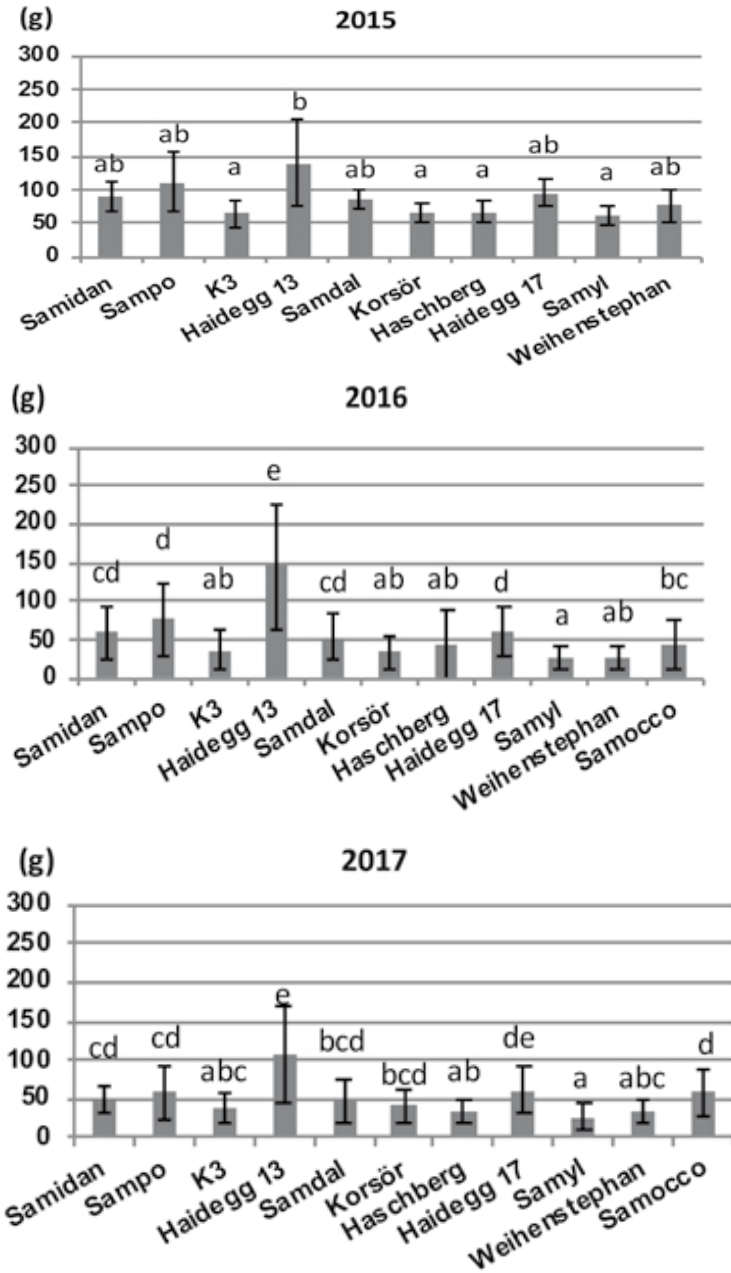 (g) 2015
300
250
200
150
100
50
0
ab ab a b ab a a ab a ab
Samidan Sampo K3 Haidegg 13 Samdal Korsör Haschberg Haidegg 17 Samyl Weihenstephan
(g) 2016
300
250
200
150
100
50
0
cd d ab e cd ab ab d a ab bc
Samidan Sampo K3 Haidegg 13 Samdal Korsör Haschberg Haidegg 17 Samyl Weihenstephan Samocco
(g) 2017
300
250
200
150
100
50
0
cd cd abc e bcd bcd ab de a abc d
Samidan Sampo K3 Haidegg 13 Samdal Korsör Haschberg Haidegg 17 Samyl Weihenstephan Samocco